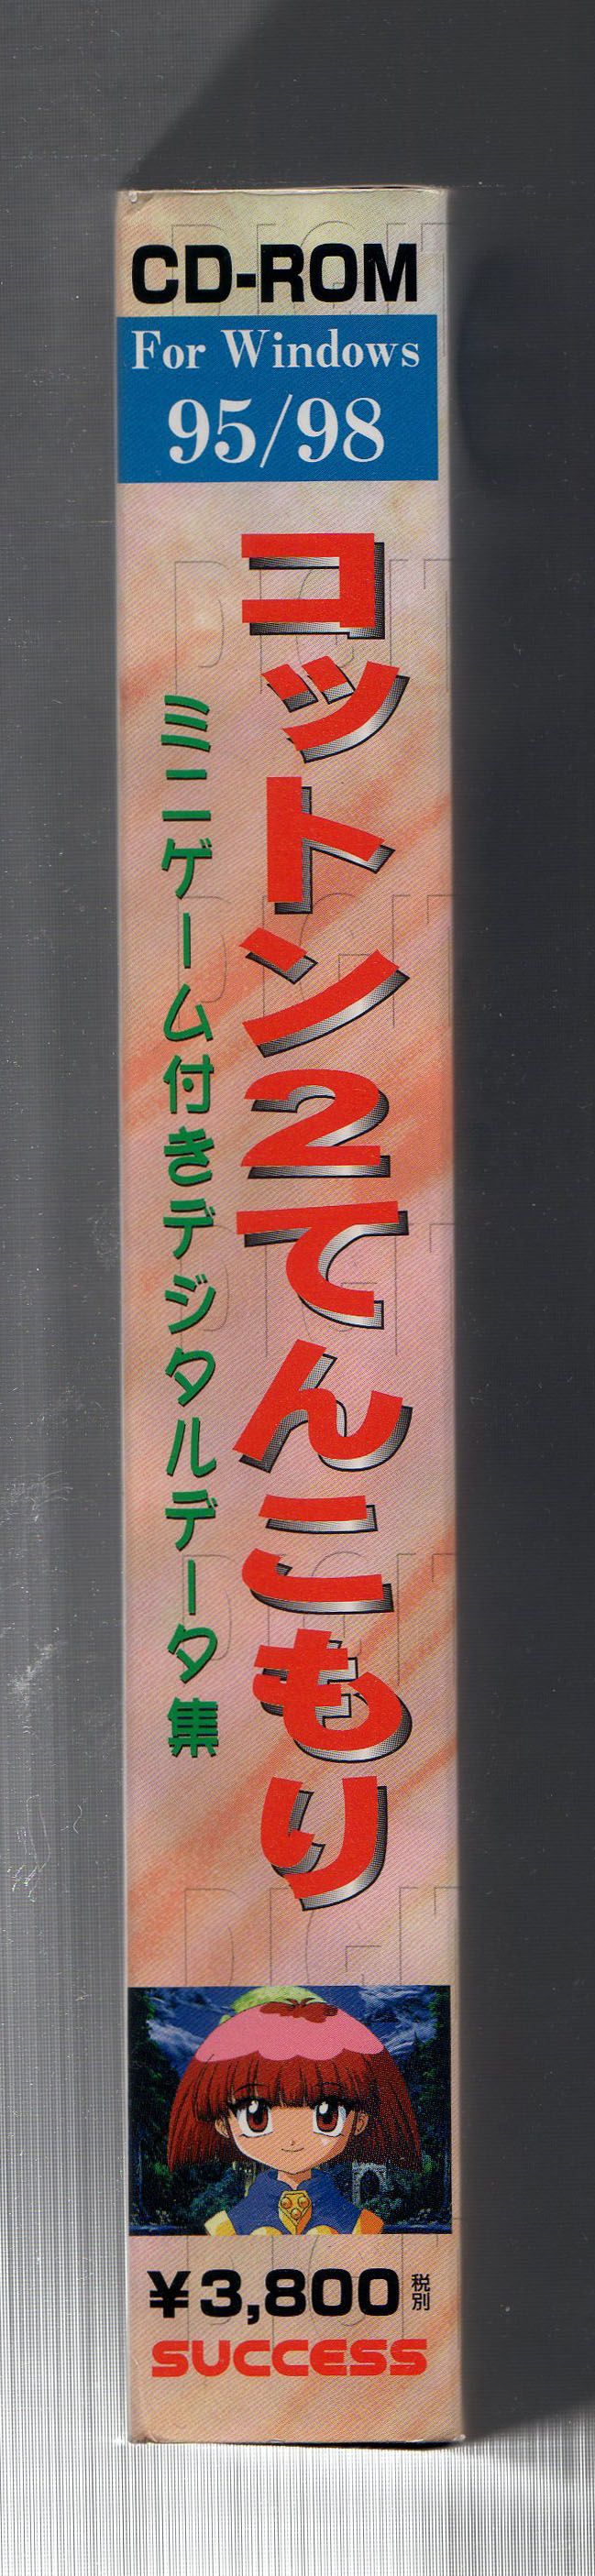 CD-ROM
For Windows
95/98
コットン2てんこもり
ミニゲーム付きデジタルデータ集
¥3,800 税別
SUCCESS